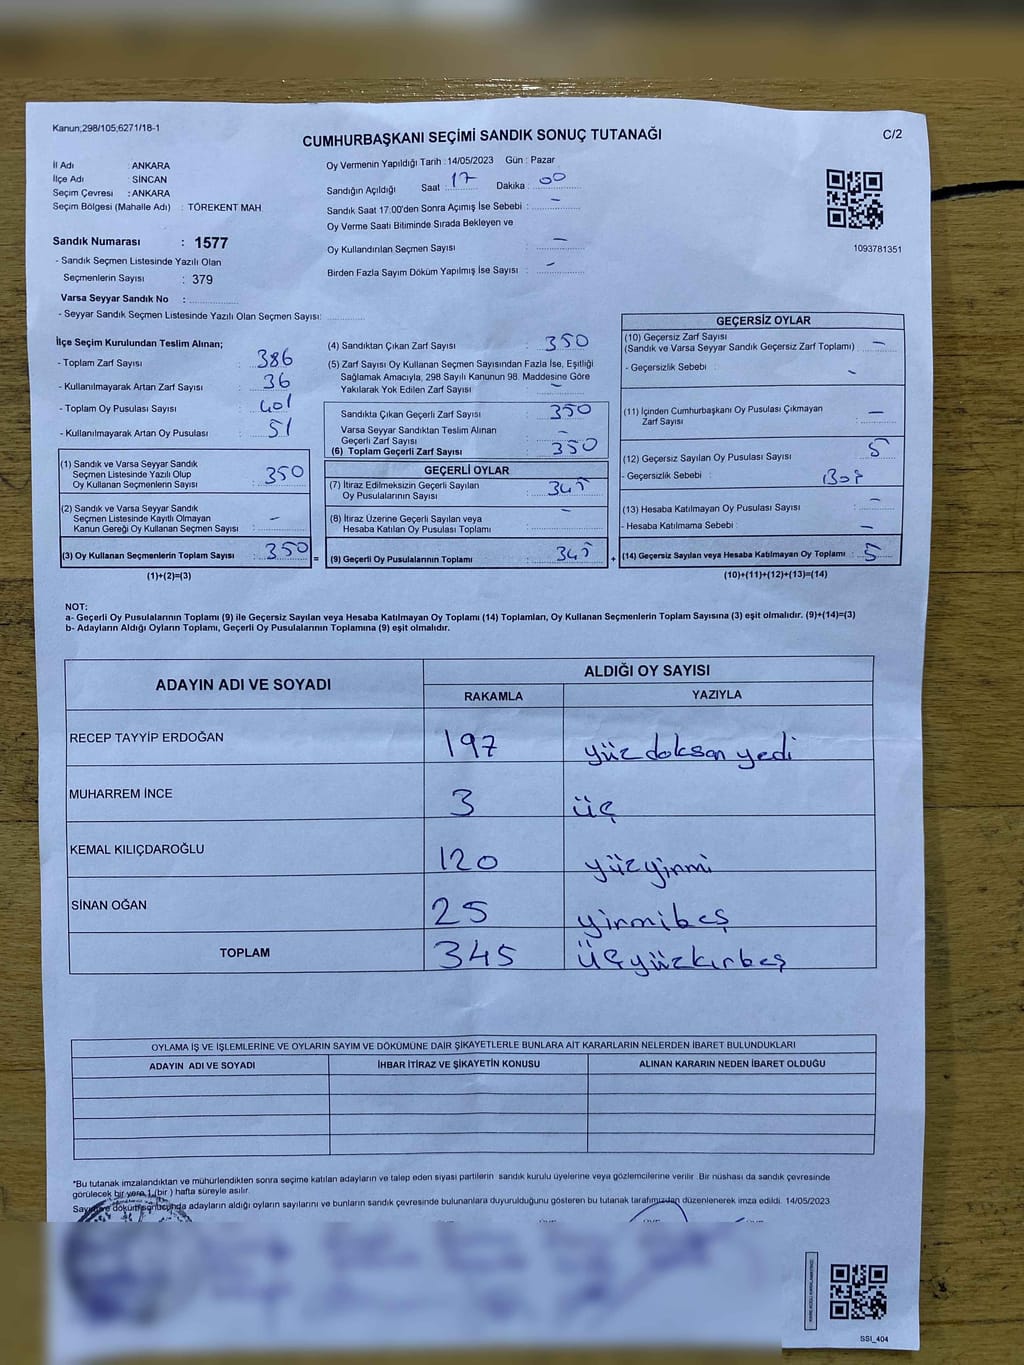 Kanun;298/105;6271/18-1
CUMHURBAŞKANI SEÇİMİ SANDIK SONUÇ TUTANAĞI
C/2
İl Adı : ANKARA
İlçe Adı : SİNCAN
Seçim Çevresi : ANKARA
Seçim Bölgesi (Mahalle Adı) : TÖREKENT MAH.
Sandık Numarası : 1577
- Sandık Seçmen Listesinde Yazılı Olan
Seçmenlerin Sayısı : 379
Varsa Seyyar Sandık No :
- Seyyar Sandık Seçmen Listesinde Yazılı Olan Seçmen Sayısı:
Oy Vermenin Yapıldığı Tarih : 14/05/2023 Gün : Pazar
Sandığın Açıldığı Saat : 17 Dakika : 00
Sandık Saat 17:00'den Sonra Açımış İse Sebebi : -
Oy Verme Saati Bitiminde Sırada Bekleyen ve
Oy Kullandırılan Seçmen Sayısı : -
Birden Fazla Sayım Döküm Yapılmış İse Sayısı : -
1093781351
İlçe Seçim Kurulundan Teslim Alınan;
- Toplam Zarf Sayısı : 386
- Kullanılmayarak Artan Zarf Sayısı : 36
- Toplam Oy Pusulası Sayısı : 401
- Kullanılmayarak Artan Oy Pusulası : 51
(1) Sandık ve Varsa Seyyar Sandık
Seçmen Listesinde Yazılı Olup
Oy Kullanan Seçmenlerin Sayısı : 350
(2) Sandık ve Varsa Seyyar Sandık
Seçmen Listesinde Kayıtlı Olmayan
Kanun Gereği Oy Kullanan Seçmen Sayısı : -
(3) Oy Kullanan Seçmenlerin Toplam Sayısı : 350
(1)+(2)=(3)
(4) Sandıktan Çıkan Zarf Sayısı : 350
(5) Zarf Sayısı Oy Kullanan Seçmen Sayısından Fazla İse, Eşitliği
Sağlamak Amacıyla, 298 Sayılı Kanunun 98. Maddesine Göre
Yakılarak Yok Edilen Zarf Sayısı : -
Sandıkta Çıkan Geçerli Zarf Sayısı : 350
Varsa Seyyar Sandıktan Teslim Alınan
Geçerli Zarf Sayısı : -
(6) Toplam Geçerli Zarf Sayısı : 350
GEÇERLİ OYLAR
(7) İtiraz Edilmeksizin Geçerli Sayılan
Oy Pusulalarının Sayısı : 345
(8) İtiraz Üzerine Geçerli Sayılan veya
Hesaba Katılan Oy Pusulası Toplamı : -
= (9) Geçerli Oy Pusulalarının Toplamı : 345
GEÇERSİZ OYLAR
(10) Geçersiz Zarf Sayısı
(Sandık ve Varsa Seyyar Sandık Geçersiz Zarf Toplamı) : -
- Geçersizlik Sebebi : -
(11) İçinden Cumhurbaşkanı Oy Pusulası Çıkmayan
Zarf Sayısı : -
(12) Geçersiz Sayılan Oy Pusulası Sayısı : 5
- Geçersizlik Sebebi : Boş
(13) Hesaba Katılmayan Oy Pusulası Sayısı : -
- Hesaba Katılmama Sebebi : -
+ (14) Geçersiz Sayılan veya Hesaba Katılmayan Oy Toplamı : 5
(10)+(11)+(12)+(13)=(14)
NOT:
a- Geçerli Oy Pusulalarının Toplamı (9) ile Geçersiz Sayılan veya Hesaba Katılmayan Oy Toplamı (14) Toplamları, Oy Kullanan Seçmenlerin Toplam Sayısına (3) eşit olmalıdır. (9)+(14)=(3)
b- Adayların Aldığı Oyların Toplamı, Geçerli Oy Pusulalarının Toplamına (9) eşit olmalıdır.
ADAYIN ADI VE SOYADI
ALDIĞI OY SAYISI
RAKAMLA YAZIYLA
RECEP TAYYİP ERDOĞAN 197 yüz doksan yedi
MUHARREM İNCE 3 üç
KEMAL KILIÇDAROĞLU 120 yüzyirmi
SİNAN OĞAN 25 yirmibeş
TOPLAM 345 Üçyüzkırbeş
OYLAMA İŞ VE İŞLEMLERİNE VE OYLARIN SAYIM VE DÖKÜMÜNE DAİR ŞİKAYETLERLE BUNLARA AİT KARARLARIN NELERDEN İBARET BULUNDUKLARI
ADAYIN ADI VE SOYADI İHBAR İTİRAZ VE ŞİKAYETİN KONUSU ALINAN KARARIN NEDEN İBARET OLDUĞU
*Bu tutanak imzalandıktan ve mühürlendikten sonra seçime katılan adayların ve talep eden siyasi partilerin sandık kurulu üyelerine veya gözlemcilerine verilir. Bir nüshası da sandık çevresinde
görülecek bir yere 1 (bir) hafta süreyle asılır.
Sayım ve dökümü sonucunda adayların aldığı oyların sayılarını ve bunların sandık çevresinde bulunanlara duyurulduğunu gösteren bu tutanak tarafımızdan düzenlenerek imza edildi. 14/05/2023
SSI_404